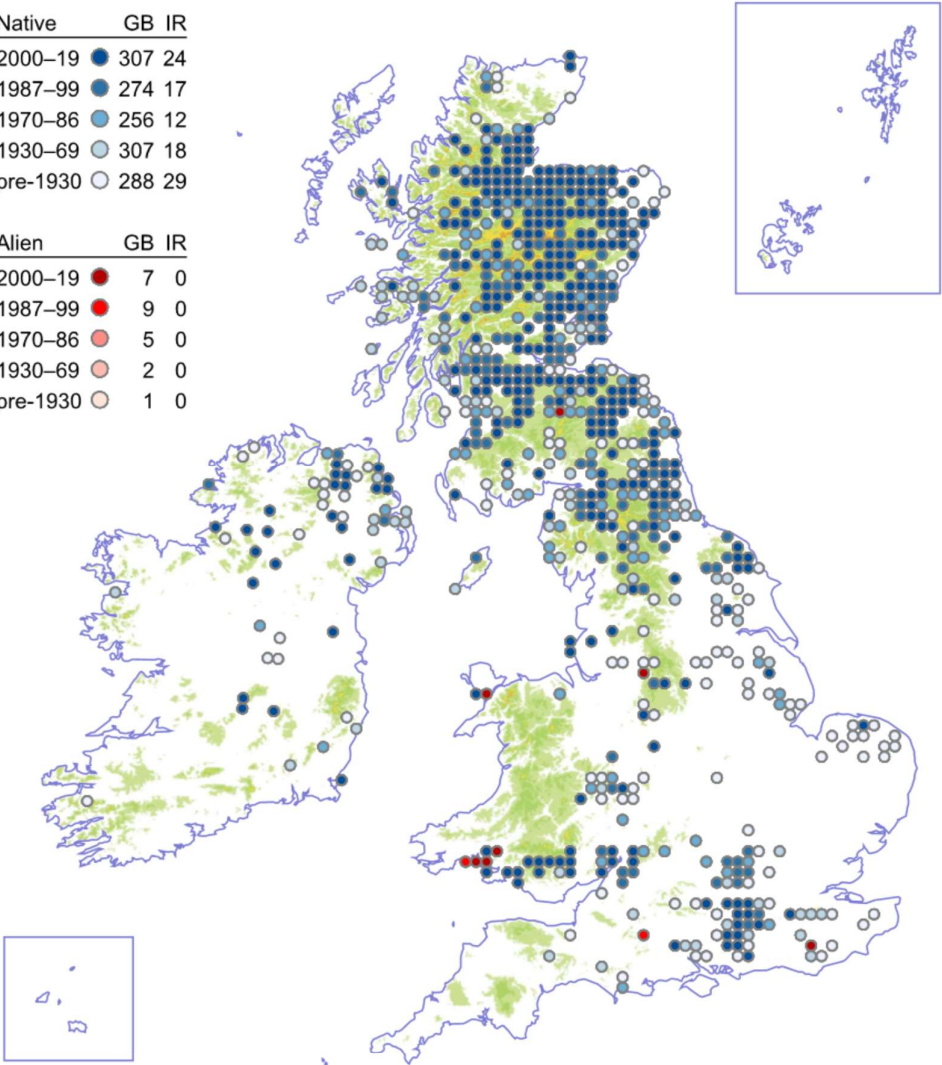 Native GB IR
2000–19 307 24
1987–99 274 17
1970–86 256 12
1930–69 307 18
pre-1930 288 29
Alien GB IR
2000–19 7 0
1987–99 9 0
1970–86 5 0
1930–69 2 0
pre-1930 1 0